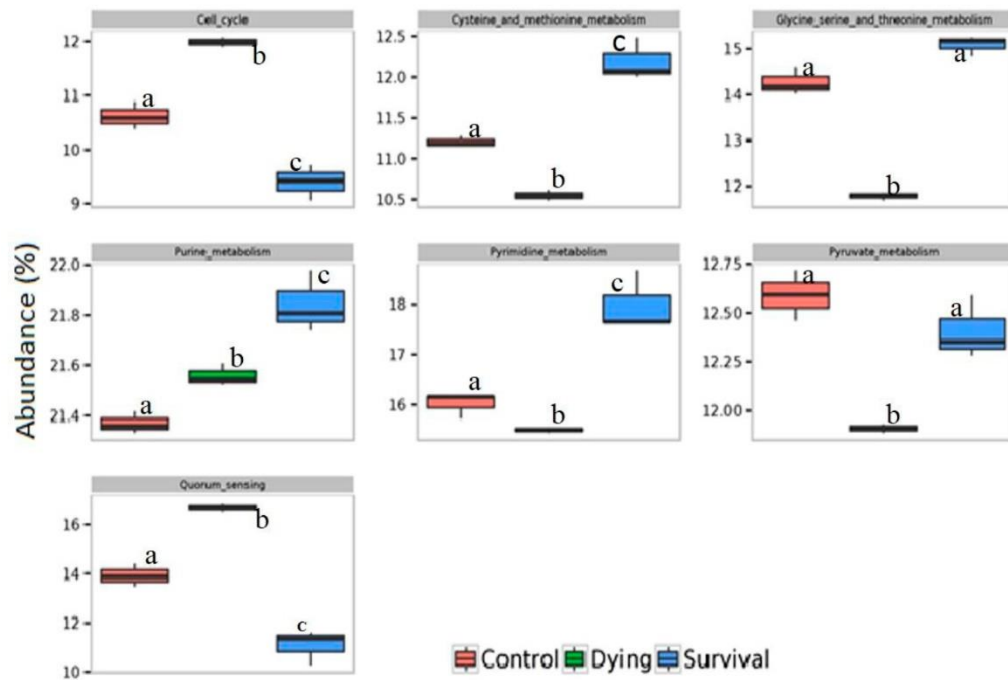 Cell_cycle
12
11
10
9
a
b
c
Cysteine_and_methionine_metabolism
12.5
12.0
11.5
11.0
10.5
a
b
c
Glycine_serine_and_threonine_metabolism
15
14
13
12
a
b
a
Abundance (%)
Purine_metabolism
22.0
21.8
21.6
21.4
a
b
c
Pyrimidine_metabolism
18
17
16
a
b
c
Pyruvate_metabolism
12.75
12.50
12.25
12.00
a
b
a
Quorum_sensing
16
14
12
10
a
b
c
Control Dying Survival